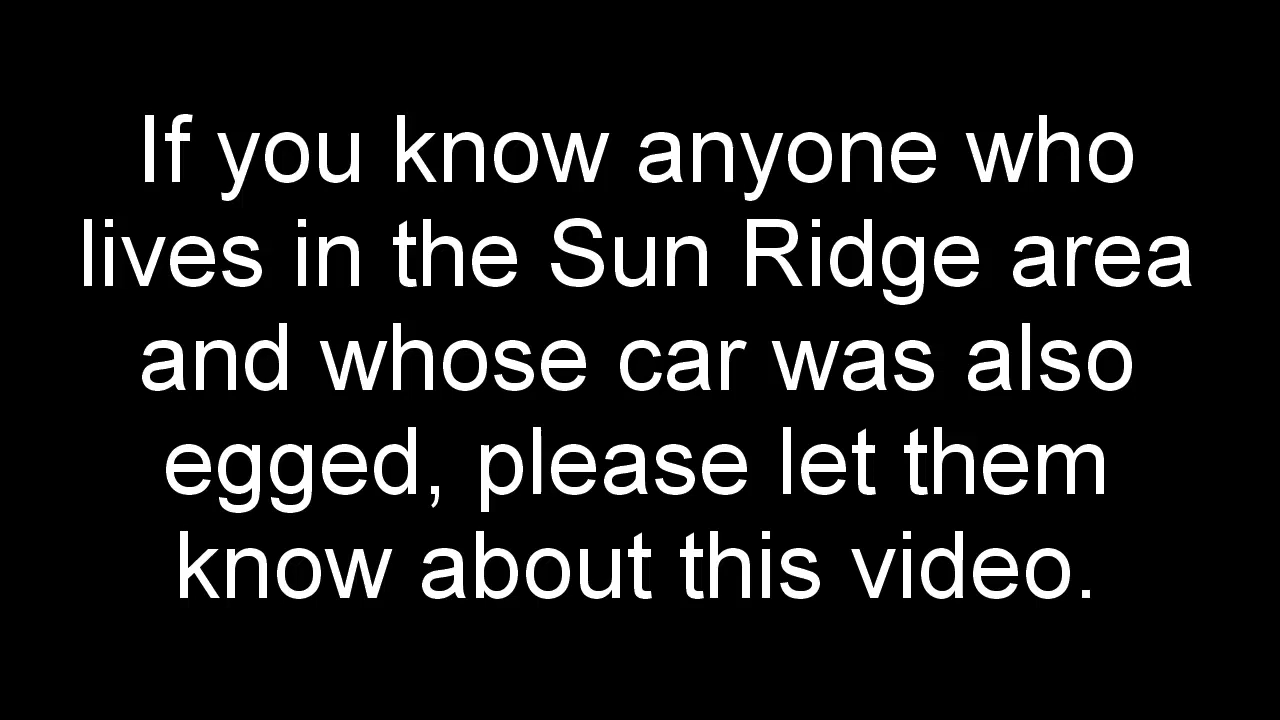 If you know anyone who
lives in the Sun Ridge area
and whose car was also
egged, please let them
know about this video.